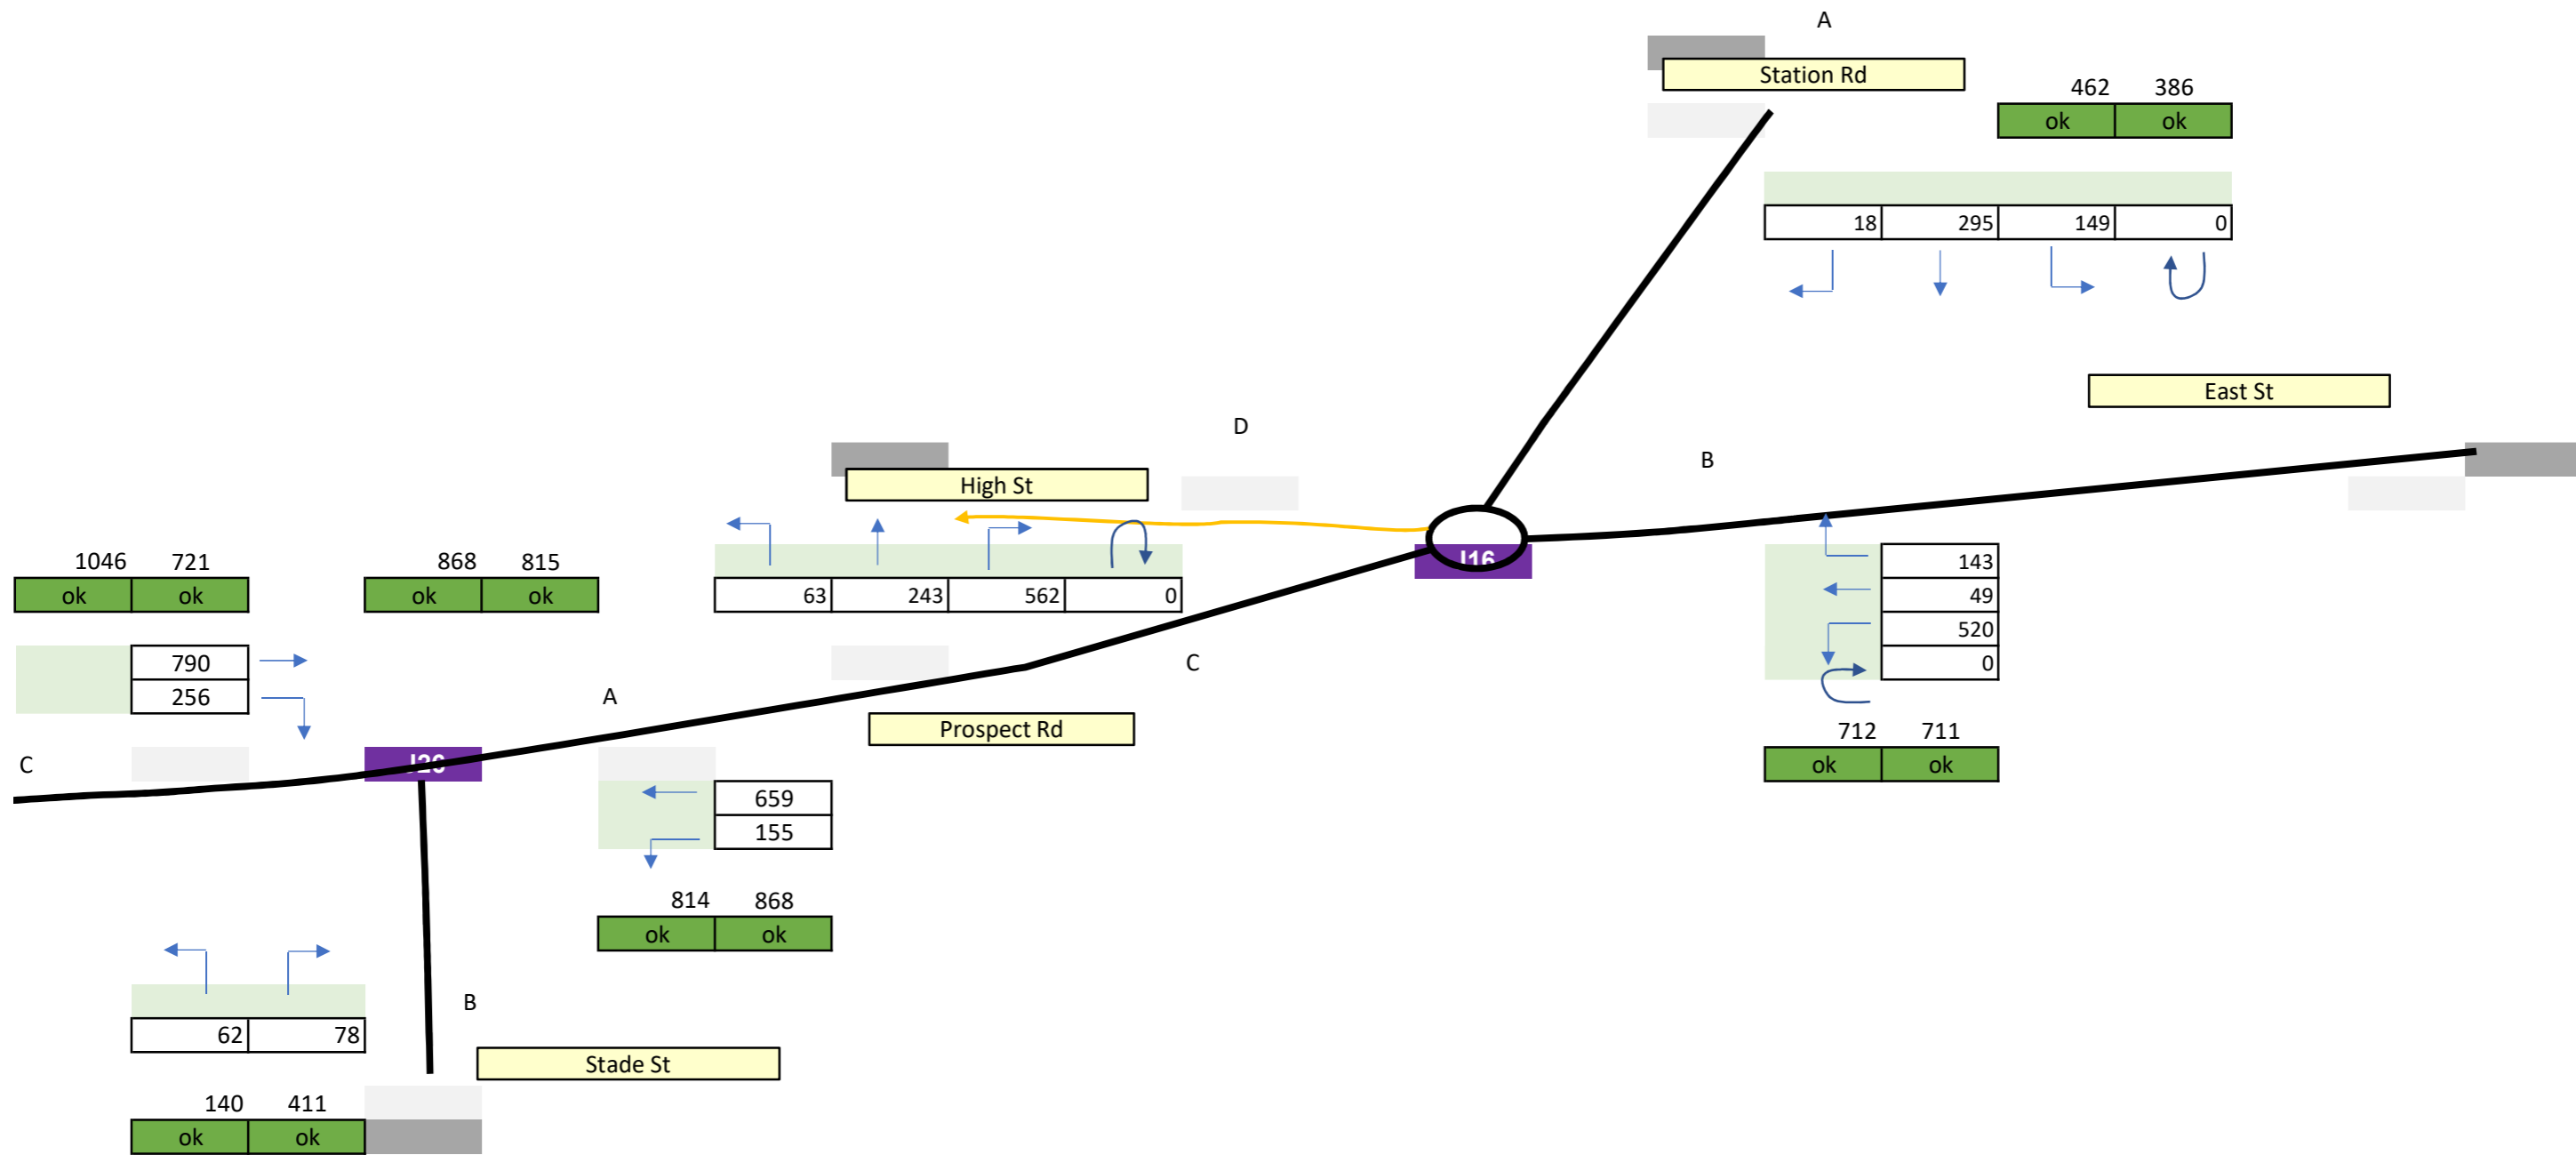 A
Station Rd
462 386
ok ok
18 295 149 0
East St
D
B
High St
J16
1046 721 868 815
ok ok ok ok
63 243 562 0
143
49
520
0
790
256
C
A
Prospect Rd
712 711
ok ok
C
659
155
814 868
ok ok
B
62 78
Stade St
140 411
ok ok